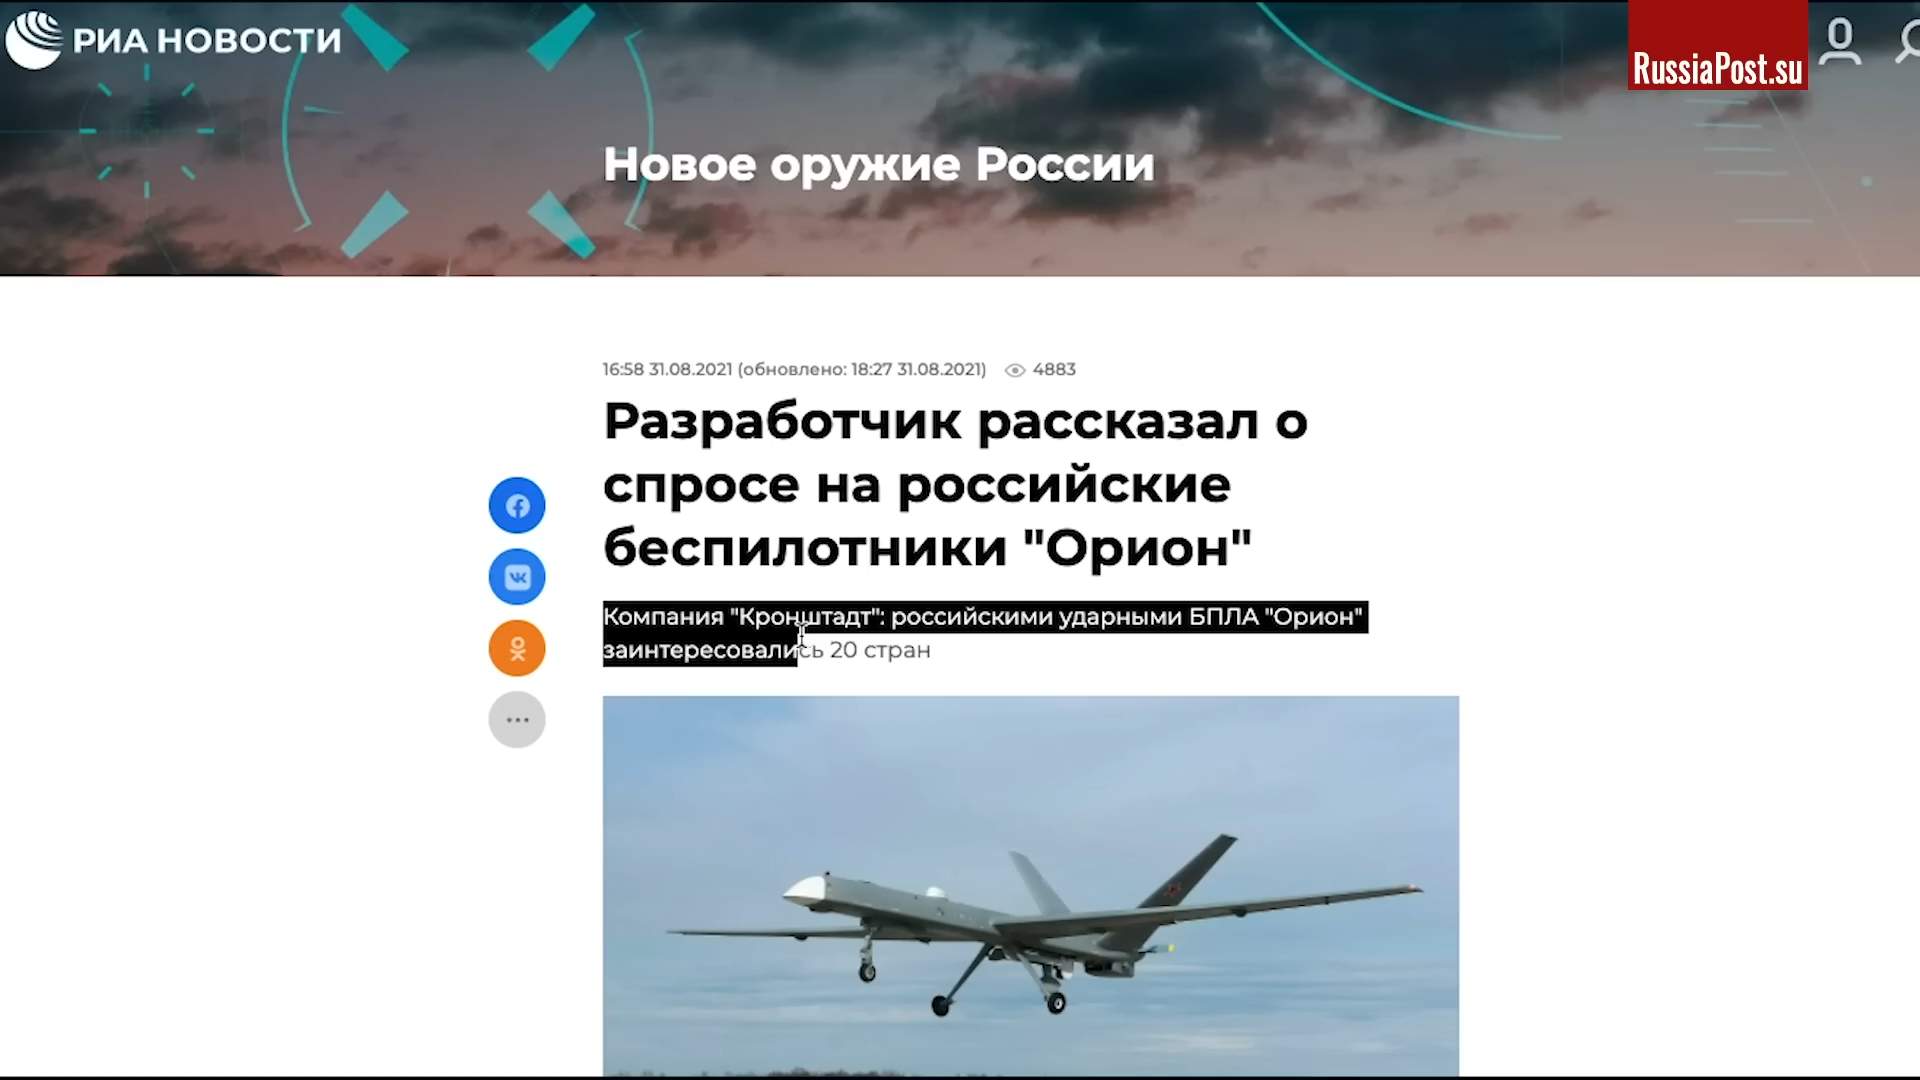 РИА НОВОСТИ
RussiaPost.su
Новое оружие России
16:58 31.08.2021 (обновлено: 18:27 31.08.2021) 4883
Разработчик рассказал о
спросе на российские
беспилотники "Орион"
Компания "Кронштадт": российскими ударными БПЛА "Орион"
заинтересовались 20 стран